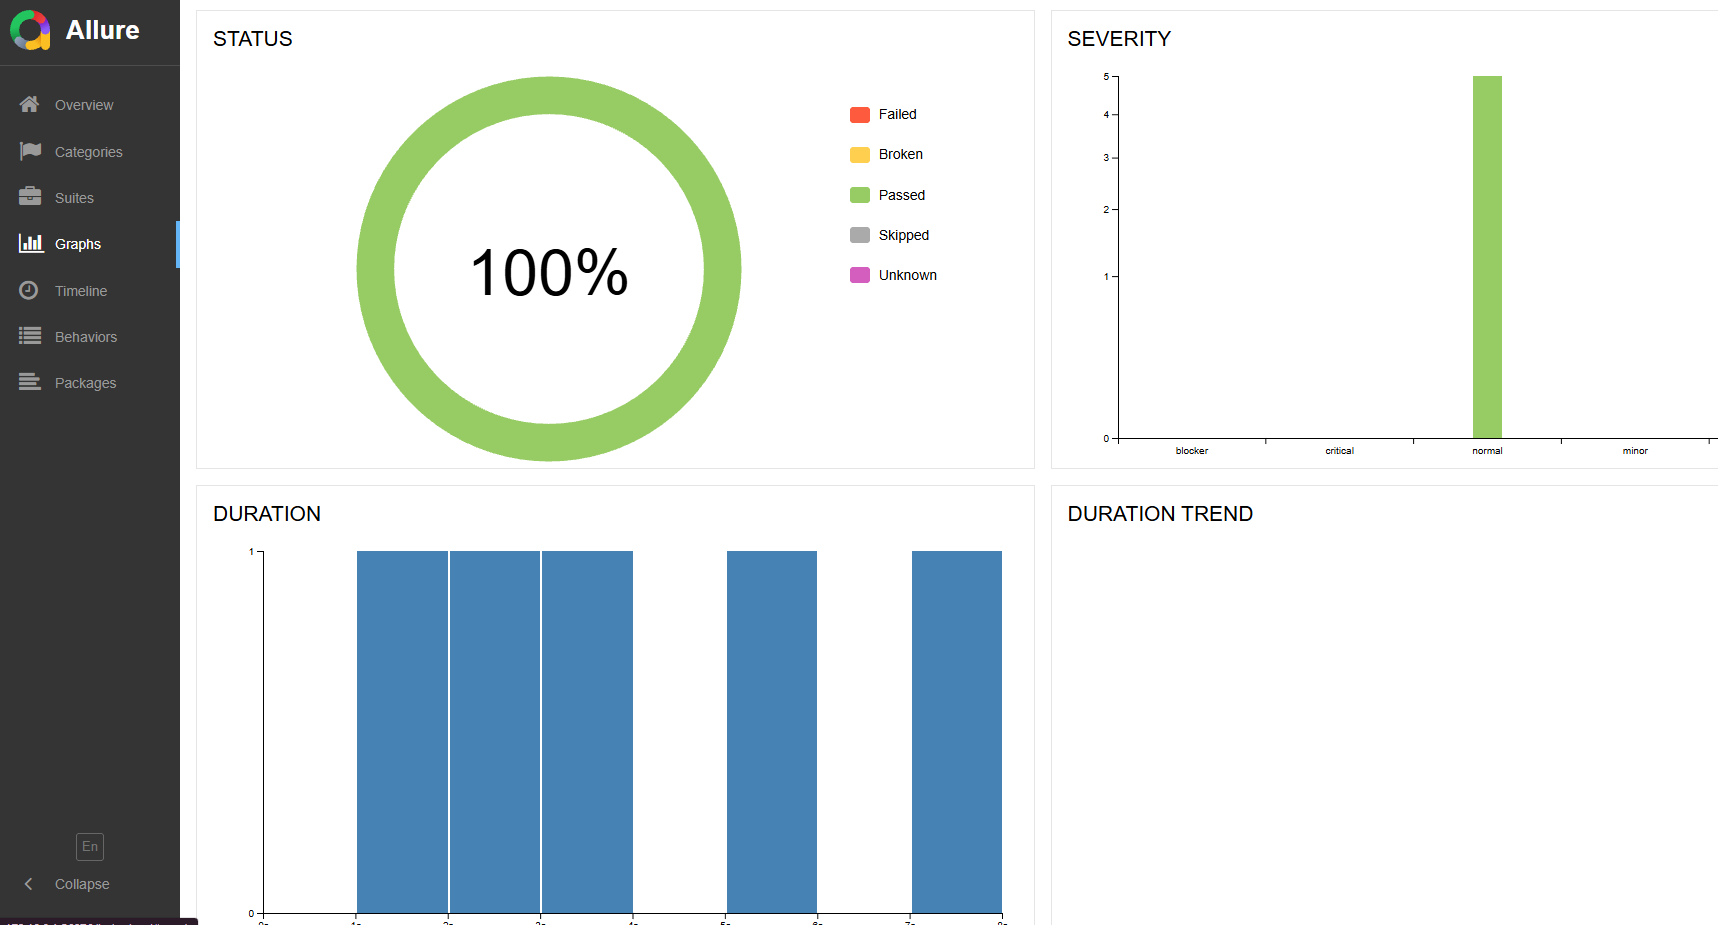 Allure
Overview
Categories
Suites
Graphs
Timeline
Behaviors
Packages
En
Collapse
STATUS
100%
Failed
Broken
Passed
Skipped
Unknown
SEVERITY
5
4
3
2
1
0
blocker
critical
normal
minor
DURATION
1
0
DURATION TREND